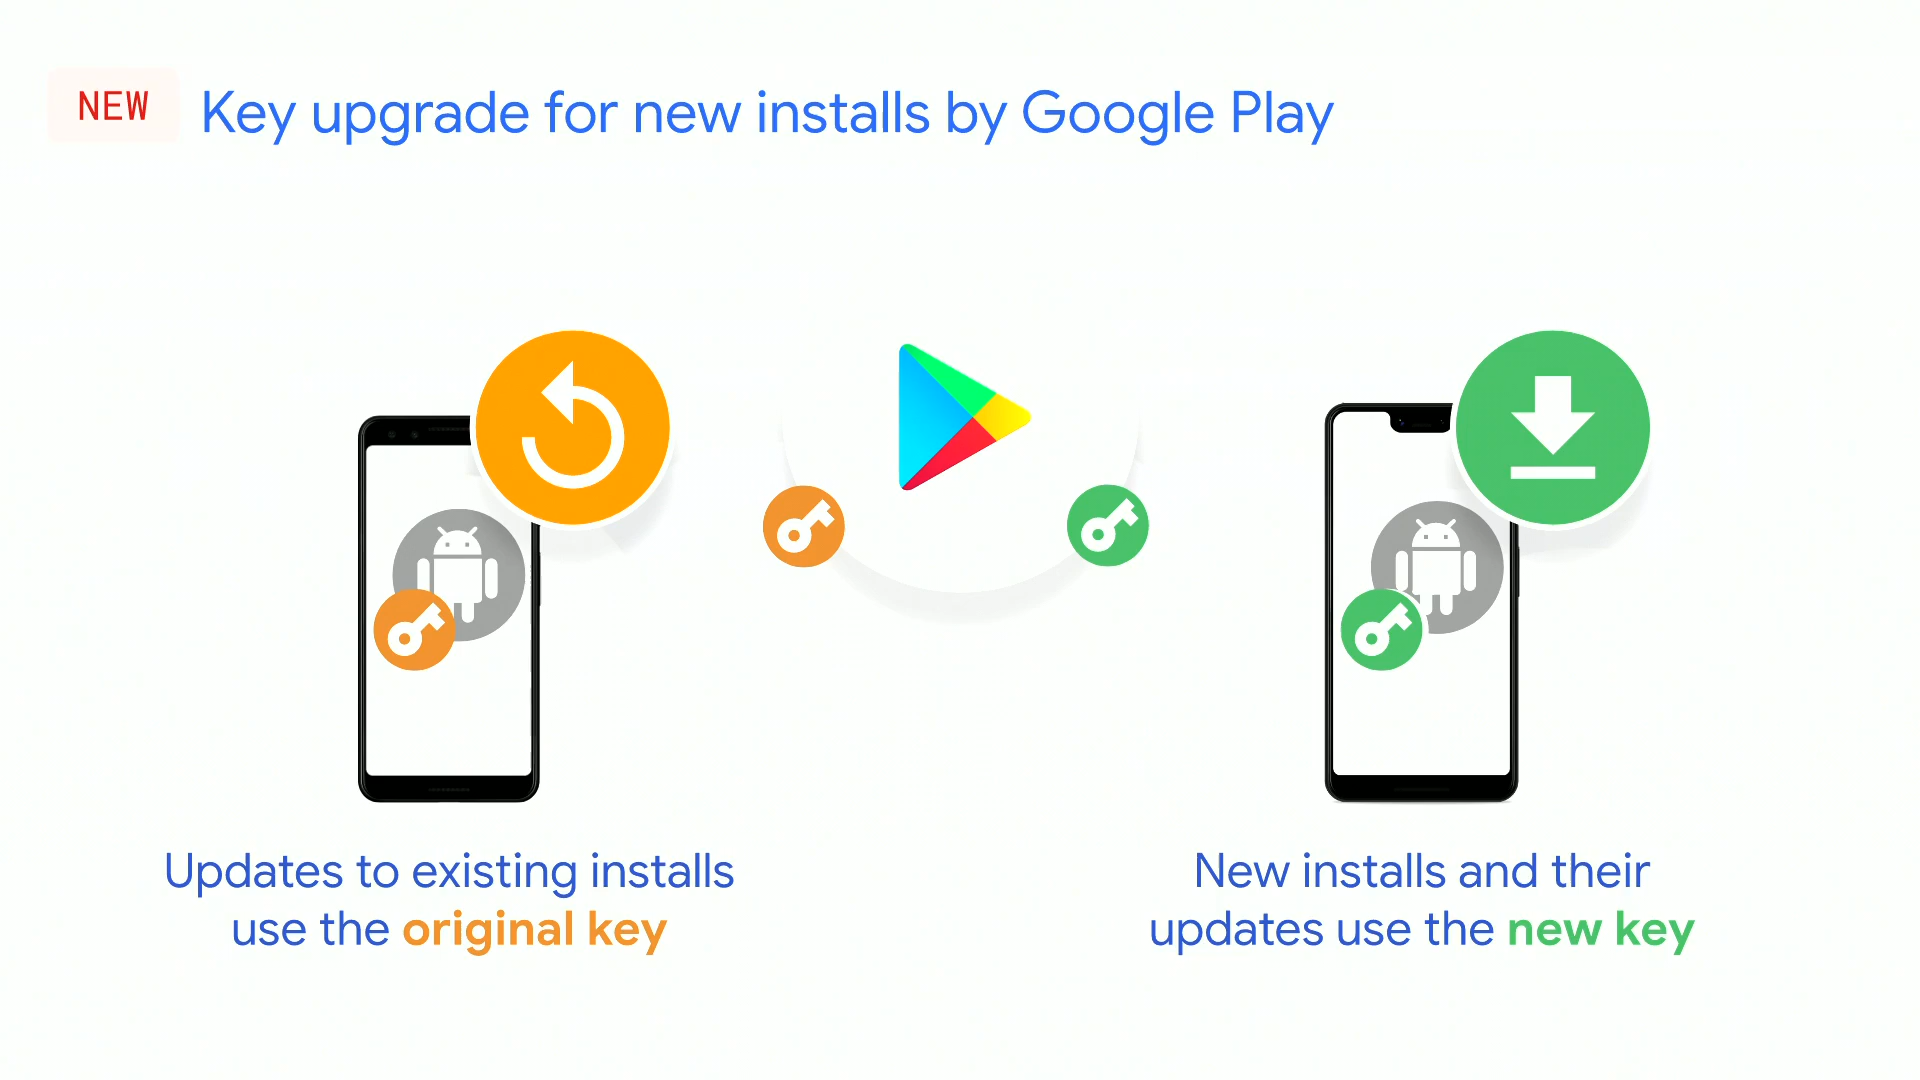 NEW Key upgrade for new installs by Google Play
Updates to existing installs
use the original key
New installs and their
updates use the new key